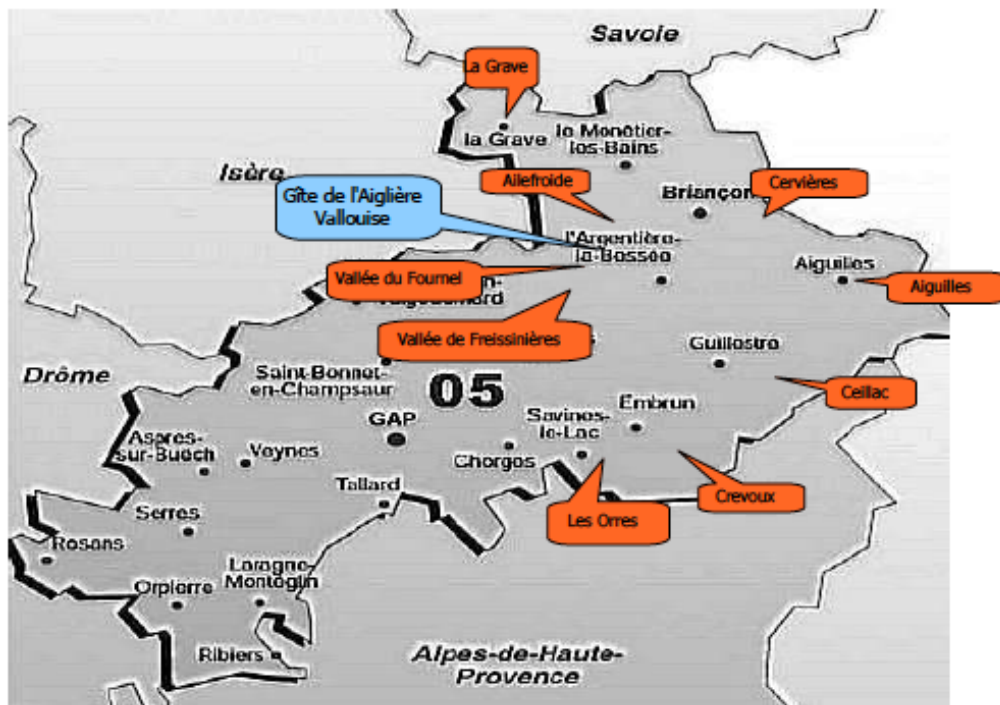 Savoie
La Grave
la Grave
le Monêtier-
les-Bains
Isère
Ailefroide
Briançon
Cervières
Gîte de l'Aiglière
Vallouise
l'Argentière-
la-Bessée
Aiguilles
Vallée du Fournel
Aiguilles
Vallée de Freissinières
Guillestre
Drôme
Saint-Bonnet-
en-Champsaur
05
Ceillac
Embrun
GAP
Savines-
le-Lac
Aspres-
sur-Buëch
Veynes
Chorges
Tallard
Crevoux
Les Orres
Serres
Rosans
Laragne-
Montéglin
Orpierre
Ribiers
Alpes-de-Haute-
Provence